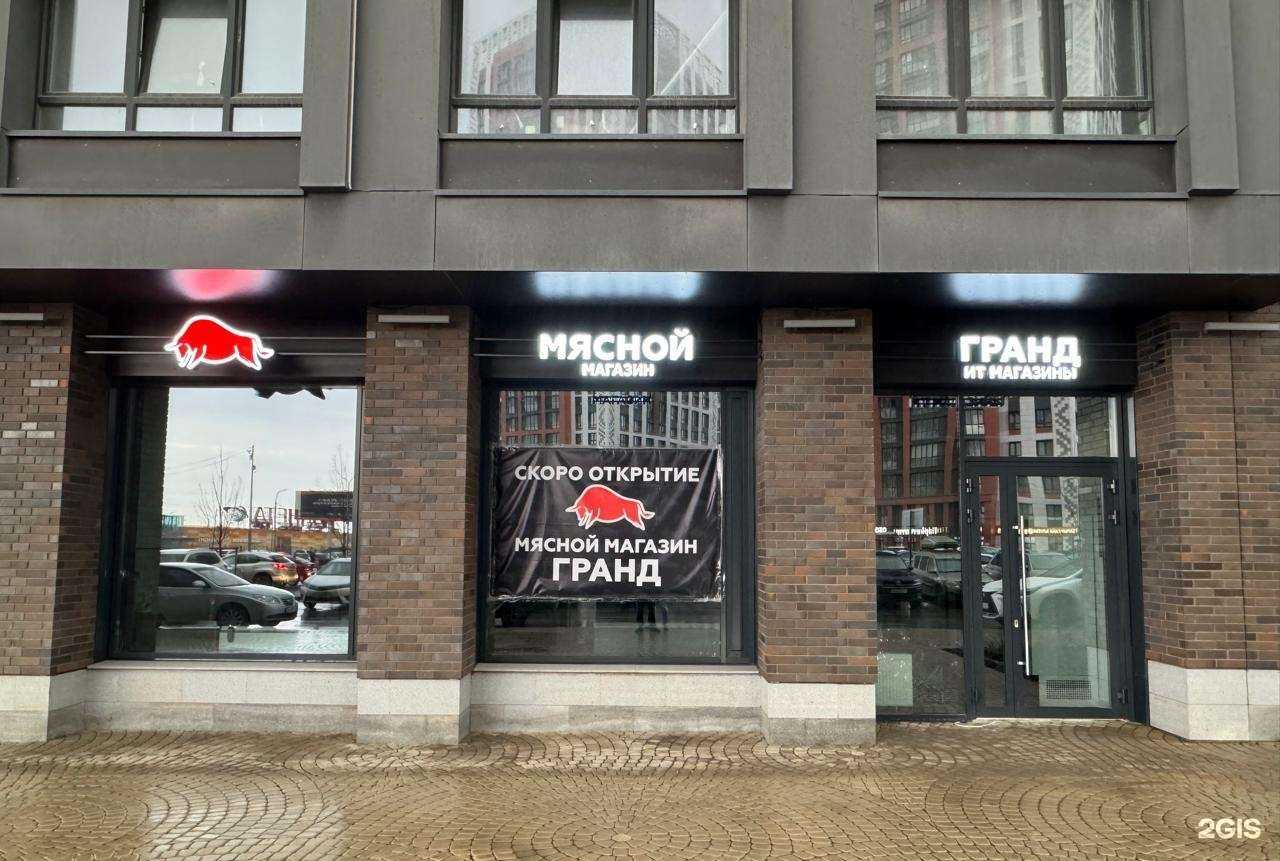 МЯСНОЙ
МАГАЗИН
ГРАНД
ИТ МАГАЗИНЫ
СКОРО ОТКРЫТИЕ
МЯСНОЙ МАГАЗИН
ГРАНД
2GIS